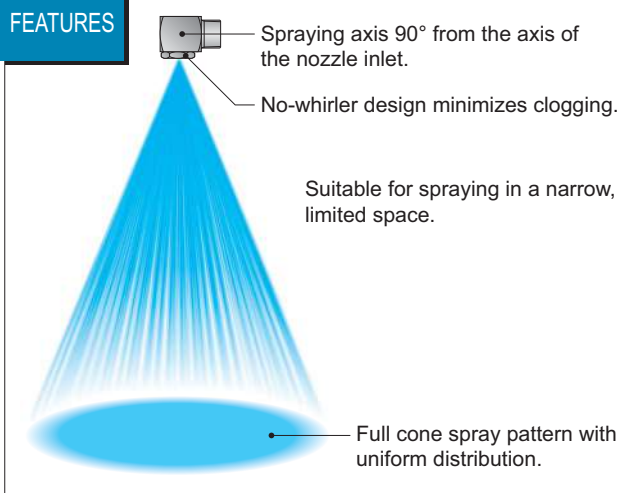 FEATURES
Spraying axis 90° from the axis of
the nozzle inlet.
No-whirler design minimizes clogging.
Suitable for spraying in a narrow,
limited space.
Full cone spray pattern with
uniform distribution.